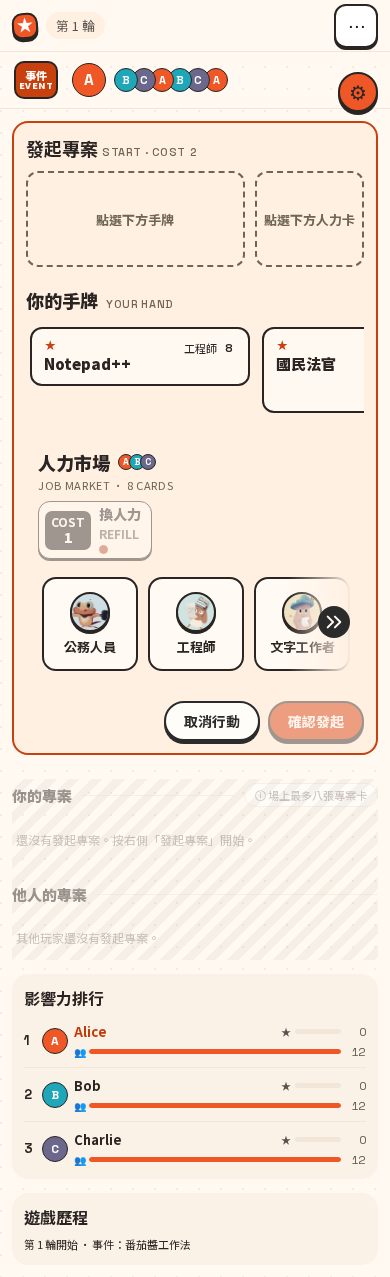 第 1 輪
...
事件
EVENT
A
B C A B C A
發起專案 START · COST 2
點選下方手牌
點選下方人力卡
你的手牌 YOUR HAND
★
Notepad++
工程師 8
★
國民法官
人力市場 A B C
JOB MARKET · 8 CARDS
COST
1
換人力
REFILL
公務人員
工程師
文字工作者
取消行動
確認發起
你的專案
ⓘ 場上最多八張專案卡
還沒有發起專案。按右側「發起專案」開始。
他人的專案
其他玩家還沒有發起專案。
影響力排行
1 A Alice ★ 0
12
2 B Bob ★ 0
12
3 C Charlie ★ 0
12
遊戲歷程
第 1 輪開始 · 事件：番茄醬工作法